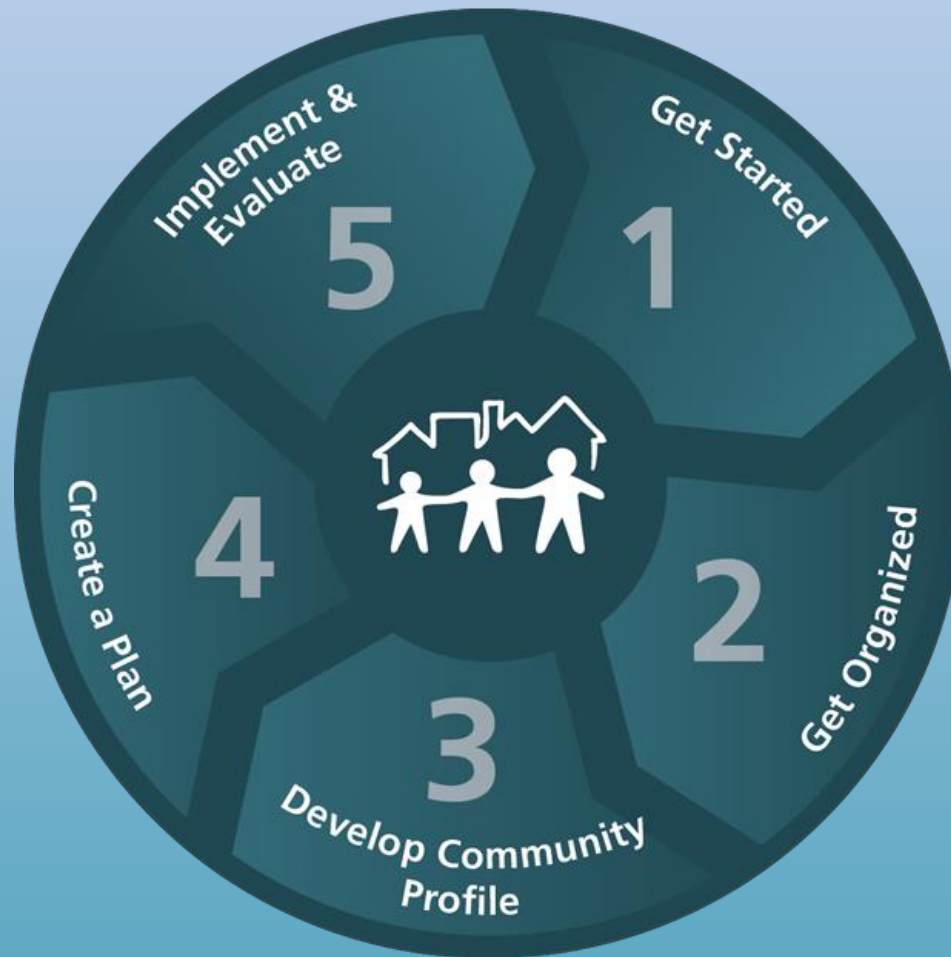 1
Get Started
2
Get Organized
3
Develop Community
Profile
4
Create a Plan
5
Implement &
Evaluate